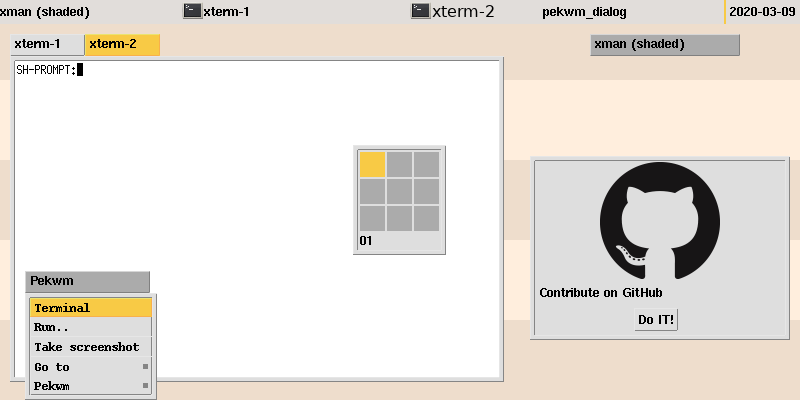 xman (shaded) xterm-1 xterm-2 pekwm_dialog 2020-03-09
xterm-1 xterm-2
xman (shaded)
SH-PROMPT:
01
Pekwm
Terminal
Run..
Take screenshot
Go to
Pekwm
Contribute on GitHub
Do IT!